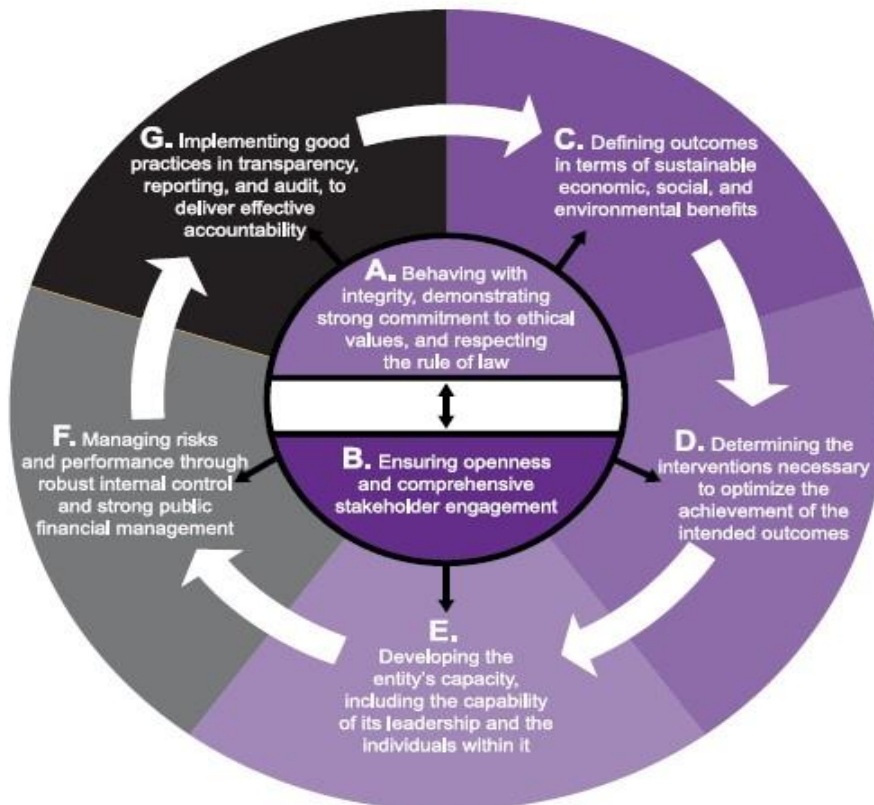 G. Implementing good
practices in transparency,
reporting, and audit, to
deliver effective
accountability
C. Defining outcomes
in terms of sustainable
economic, social, and
environmental benefits
A. Behaving with
integrity, demonstrating
strong commitment to ethical
values, and respecting
the rule of law
B. Ensuring openness
and comprehensive
stakeholder engagement
D. Determining the
interventions necessary
to optimize the
achievement of the
intended outcomes
E.
Developing the
entity's capacity,
including the capability
of its leadership and the
individuals within it
F. Managing risks
and performance through
robust internal control
and strong public
financial management